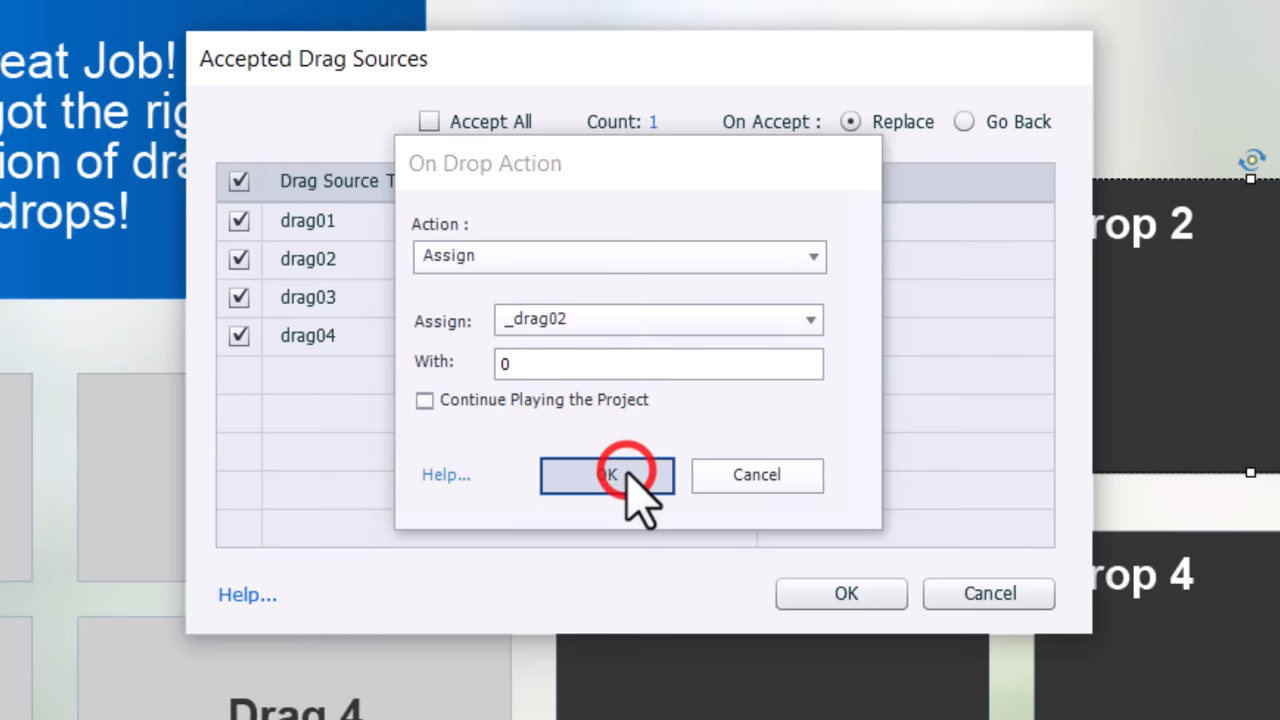 eat Job!
got the rig
ion of dra
drops!
Accepted Drag Sources
Accept All Count: 1 On Accept : Replace Go Back
Drag Source T
drag01
drag02
drag03
drag04
On Drop Action
Action :
Assign
Assign: _drag02
With: 0
Continue Playing the Project
Help... OK Cancel
Help... OK Cancel
rop 2
rop 4
Drag 4